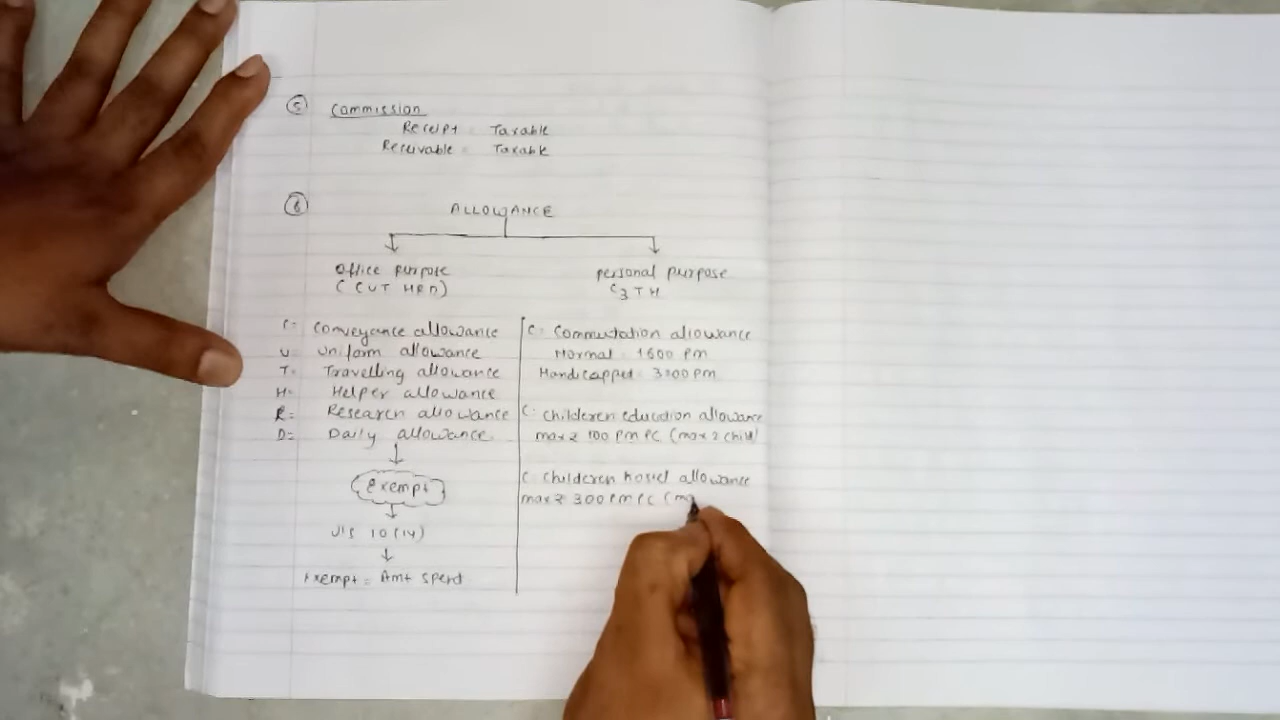 5 Commission
Receipt = Taxable
Receivable = Taxable
6 ALLOWANCE
Office Purpose
(CUT HRD)
C= Conveyance allowance
U= Uniform allowance
T= Travelling allowance
H= Helper allowance
R= Research allowance
D= Daily allowance
Exempt
U/S 10(14)
Exempt = Amt spend
Personal Purpose
C3 T H
C: Commutation allowance
Normal = 1600 Pm
Handicapped = 3200 Pm
C: Childeren education allowance
max ₹ 100 Pm PC (max 2 child)
C: Childeren hostel allowance
max ₹ 300 Pm PC (ma